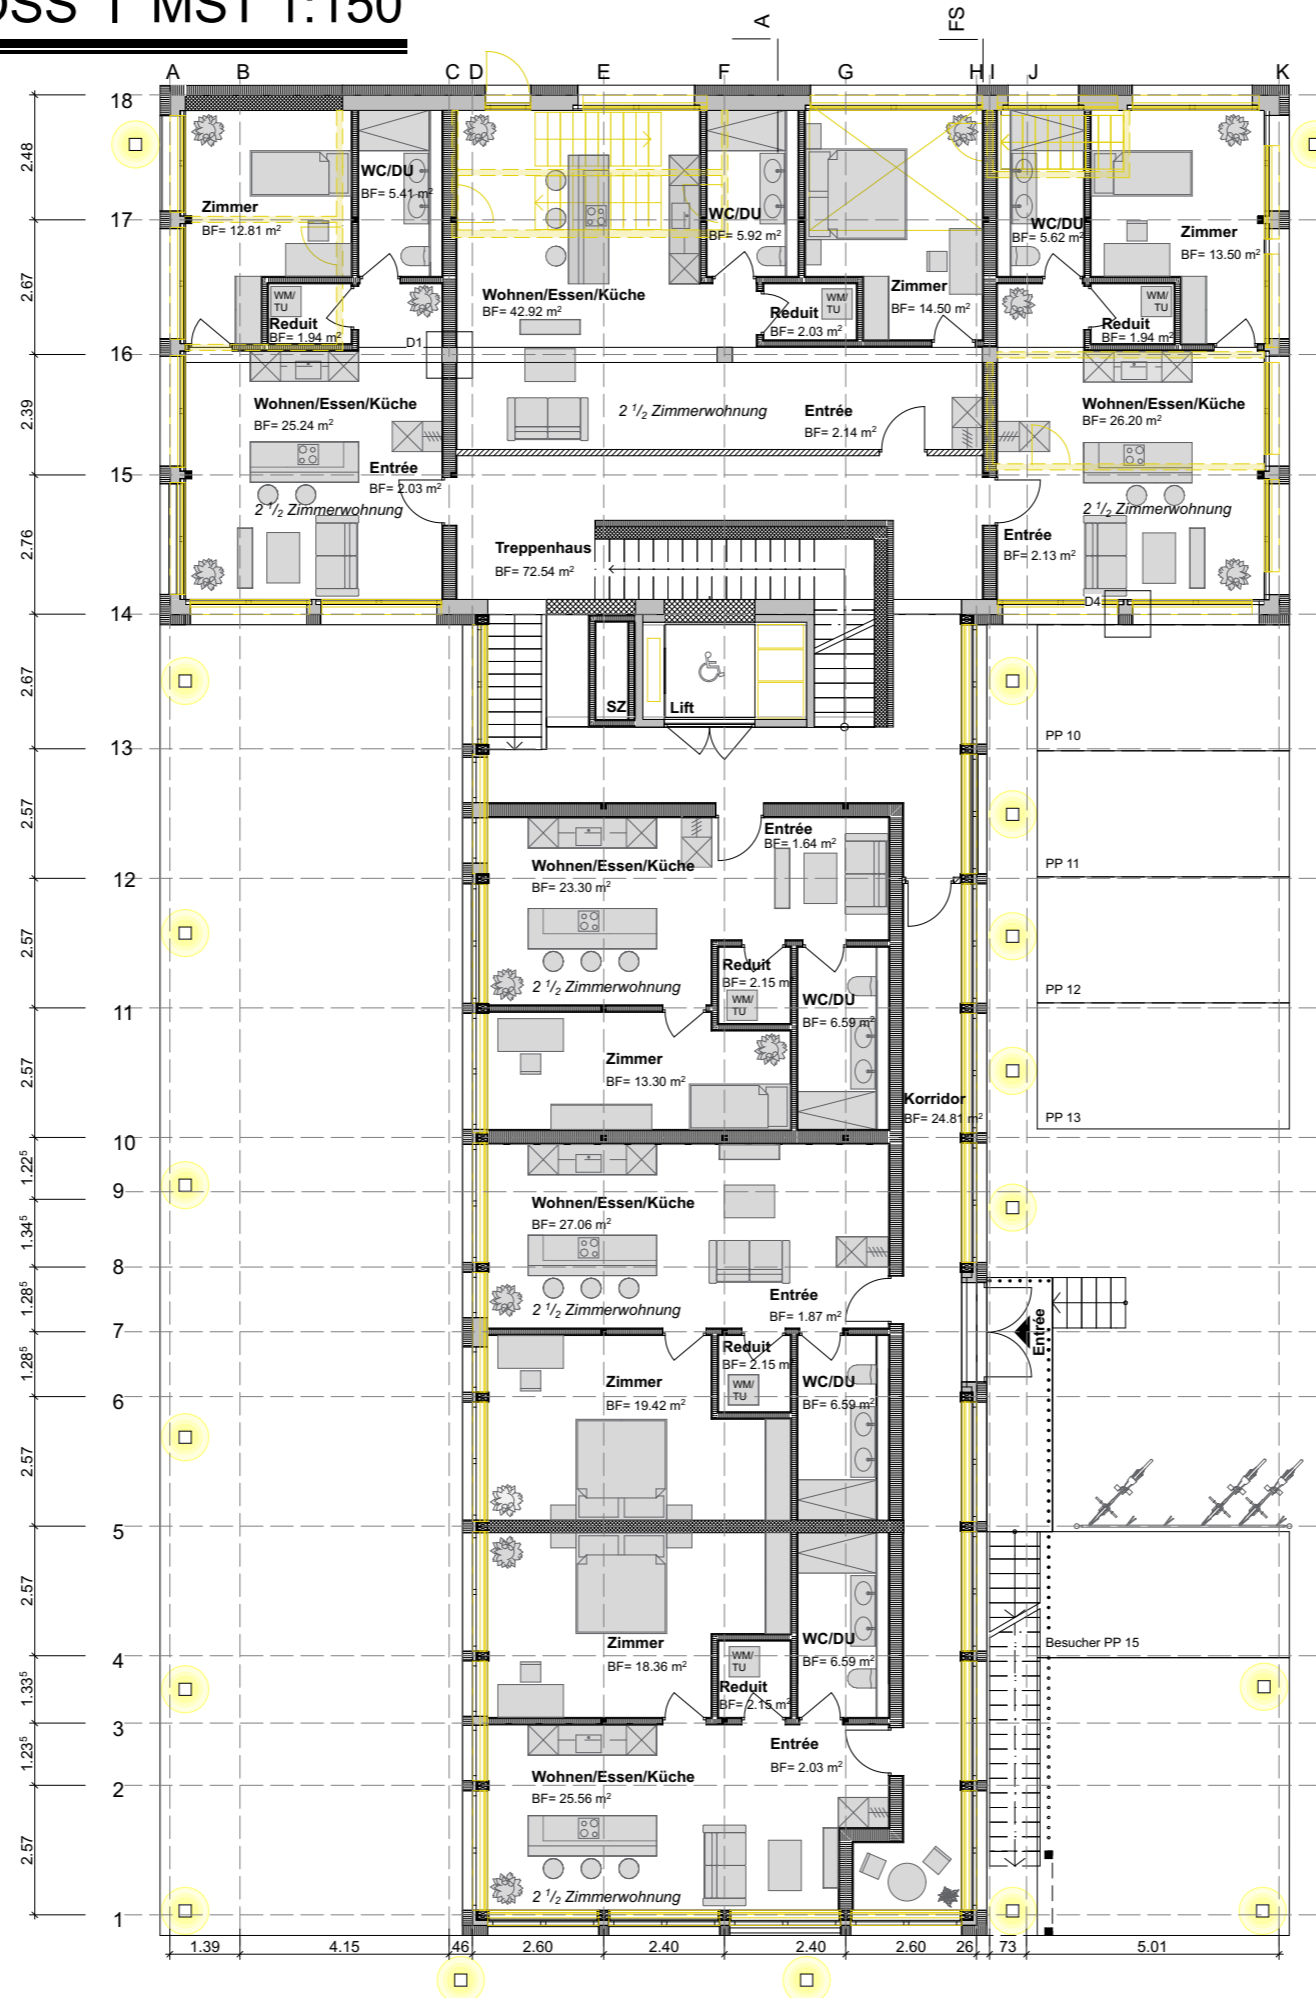 OSS 1 MST 1:150
A
FS
A B C D E F G H I J K
18
2.48
WC/DU
BF= 5.41 m²
17
Zimmer
BF= 12.81 m²
WC/DU
BF= 5.92 m²
WC/DU
BF= 5.62 m²
Zimmer
BF= 13.50 m²
2.67
WM/
TU
Reduit
BF= 1.94 m²
Wohnen/Essen/Küche
BF= 42.92 m²
WM/
TU
Reduit
BF= 2.03 m²
Zimmer
BF= 14.50 m²
WM/
TU
Reduit
BF= 1.94 m²
D1
16
2.39
Wohnen/Essen/Küche
BF= 25.24 m²
2 1/2 Zimmerwohnung
Entrée
BF= 2.14 m²
Wohnen/Essen/Küche
BF= 26.20 m²
15
Entrée
BF= 2.03 m²
2 1/2 Zimmerwohnung
2 1/2 Zimmerwohnung
2.76
Treppenhaus
BF= 72.54 m²
Entrée
BF= 2.13 m²
D4
14
2.67
SZ
Lift
PP 10
13
2.57
Entrée
BF= 1.64 m²
Wohnen/Essen/Küche
BF= 23.30 m²
PP 11
12
2.57
Reduit
BF= 2.15 m
WM/
TU
2 1/2 Zimmerwohnung
WC/DU
BF= 6.59 m²
PP 12
11
2.57
Zimmer
BF= 13.30 m²
Korridor
BF= 24.81 m²
PP 13
10
1.22⁵
9
Wohnen/Essen/Küche
BF= 27.06 m²
1.34⁵
8
1.28⁵
2 1/2 Zimmerwohnung
Entrée
BF= 1.87 m²
Entrée
7
1.28⁵
Reduit
BF= 2.15 m
WM/
TU
Zimmer
BF= 19.42 m²
WC/DU
BF= 6.59 m²
6
2.57
5
2.57
Zimmer
BF= 18.36 m²
WC/DU
BF= 6.59 m²
WM/
TU
Reduit
BF= 2.15 m²
Besucher PP 15
4
1.33⁵
3
1.23⁵
Entrée
BF= 2.03 m²
Wohnen/Essen/Küche
BF= 25.56 m²
2
2.57
2 1/2 Zimmerwohnung
1
1.39 4.15 46 2.60 2.40 2.40 2.60 26 73 5.01